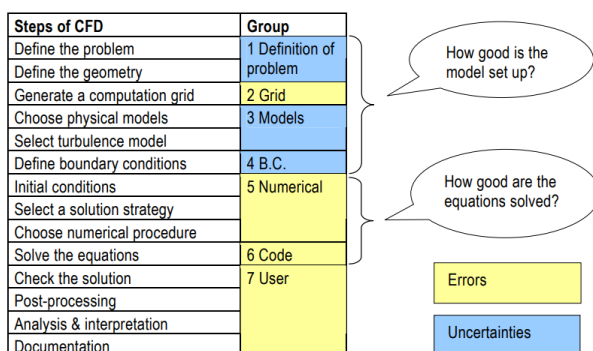 Steps of CFD Group
Define the problem 1 Definition of
Define the geometry problem
Generate a computation grid 2 Grid
Choose physical models 3 Models
Select turbulence model
Define boundary conditions 4 B.C.
Initial conditions 5 Numerical
Select a solution strategy
Choose numerical procedure
Solve the equations 6 Code
Check the solution 7 User
Post-processing
Analysis & interpretation
Documentation
How good is the
model set up?
How good are the
equations solved?
Errors
Uncertainties